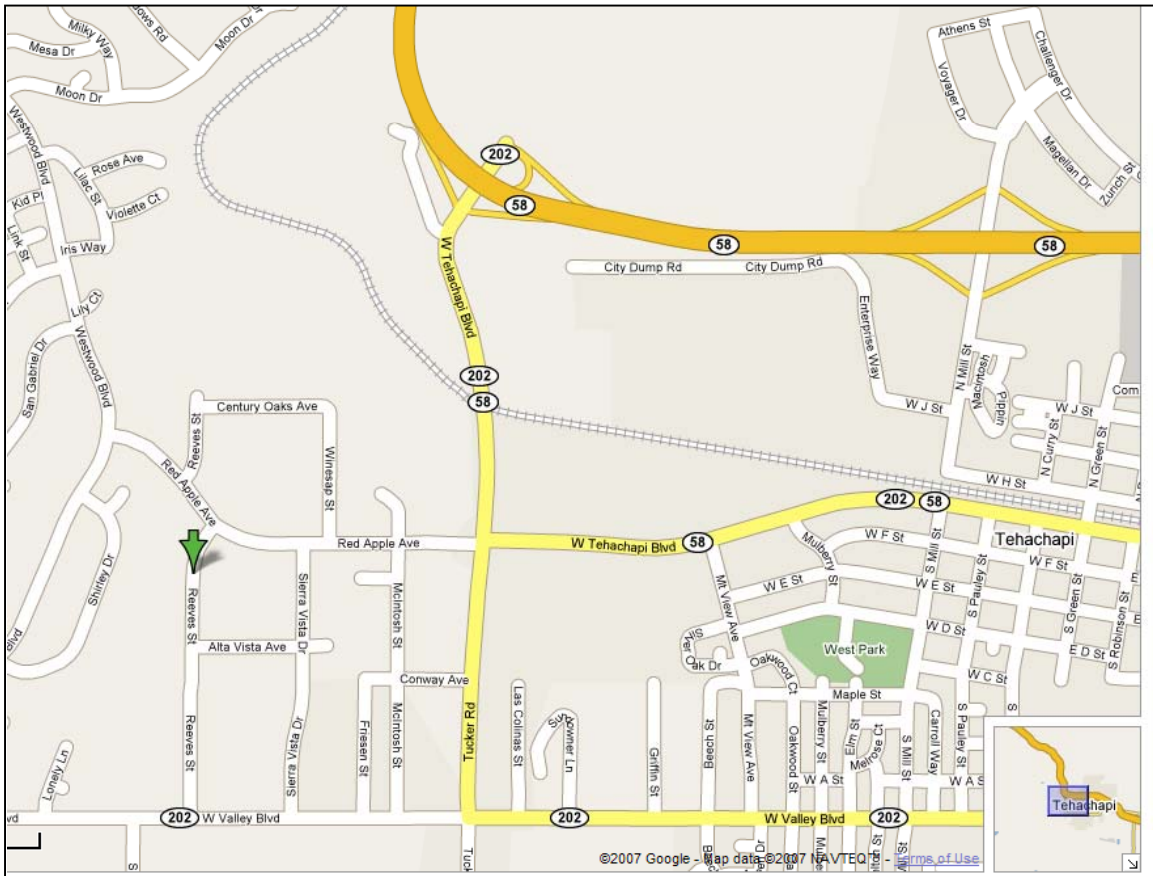 Milky Way
Mesa Dr
Moon Dr
Moon Dr
Westwood Blvd
Rose Ave
Lilac St
Violette Ct
Kid Pl
Link St
Iris Way
Lily Ct
San Gabriel Dr
Westwood Blvd
202
58
58
58
W Tehachapi Blvd
202
58
Athens St
Challenger Dr
Voyager Dr
Magellan Dr
Zurich St
City Dump Rd
City Dump Rd
Enterprise Way
N Mill St
Macintosh
Pippin
W J St
W J St
N Curry St
N Green St
Com
W H St
Century Oaks Ave
Reeves St
Winesap St
Red Apple Ave
Red Apple Ave
Shirley Dr
Blvd
Reeves St
Sierra Vista Dr
McIntosh St
Alta Vista Ave
Conway Ave
Reeves St
Sierra Vista Dr
Friesen St
McIntosh St
Tucker Rd
Las Colinas St
Griffin St
Lonely Ln
W Tehachapi Blvd
58
202
58
Tehachapi
Mulberry St
W F St
W F St
S Mill St
S Pauley St
W E St
W E St
Mt View Ave
W D St
E D St
S Green St
S Robinson St
West Park
Oak Dr
Oakwood Ct
W C St
Maple St
Beech St
Mt View Ave
Oakwood St
Mulberry St
Elm St
Melrose Ct
S Mill St
Carroll Way
S Pauley St
W A St
W A S
202
W Valley Blvd
202
W Valley Blvd
202
Tehachapi
©2007 Google - Map data ©2007 NAVTEQ™ - Terms of Use